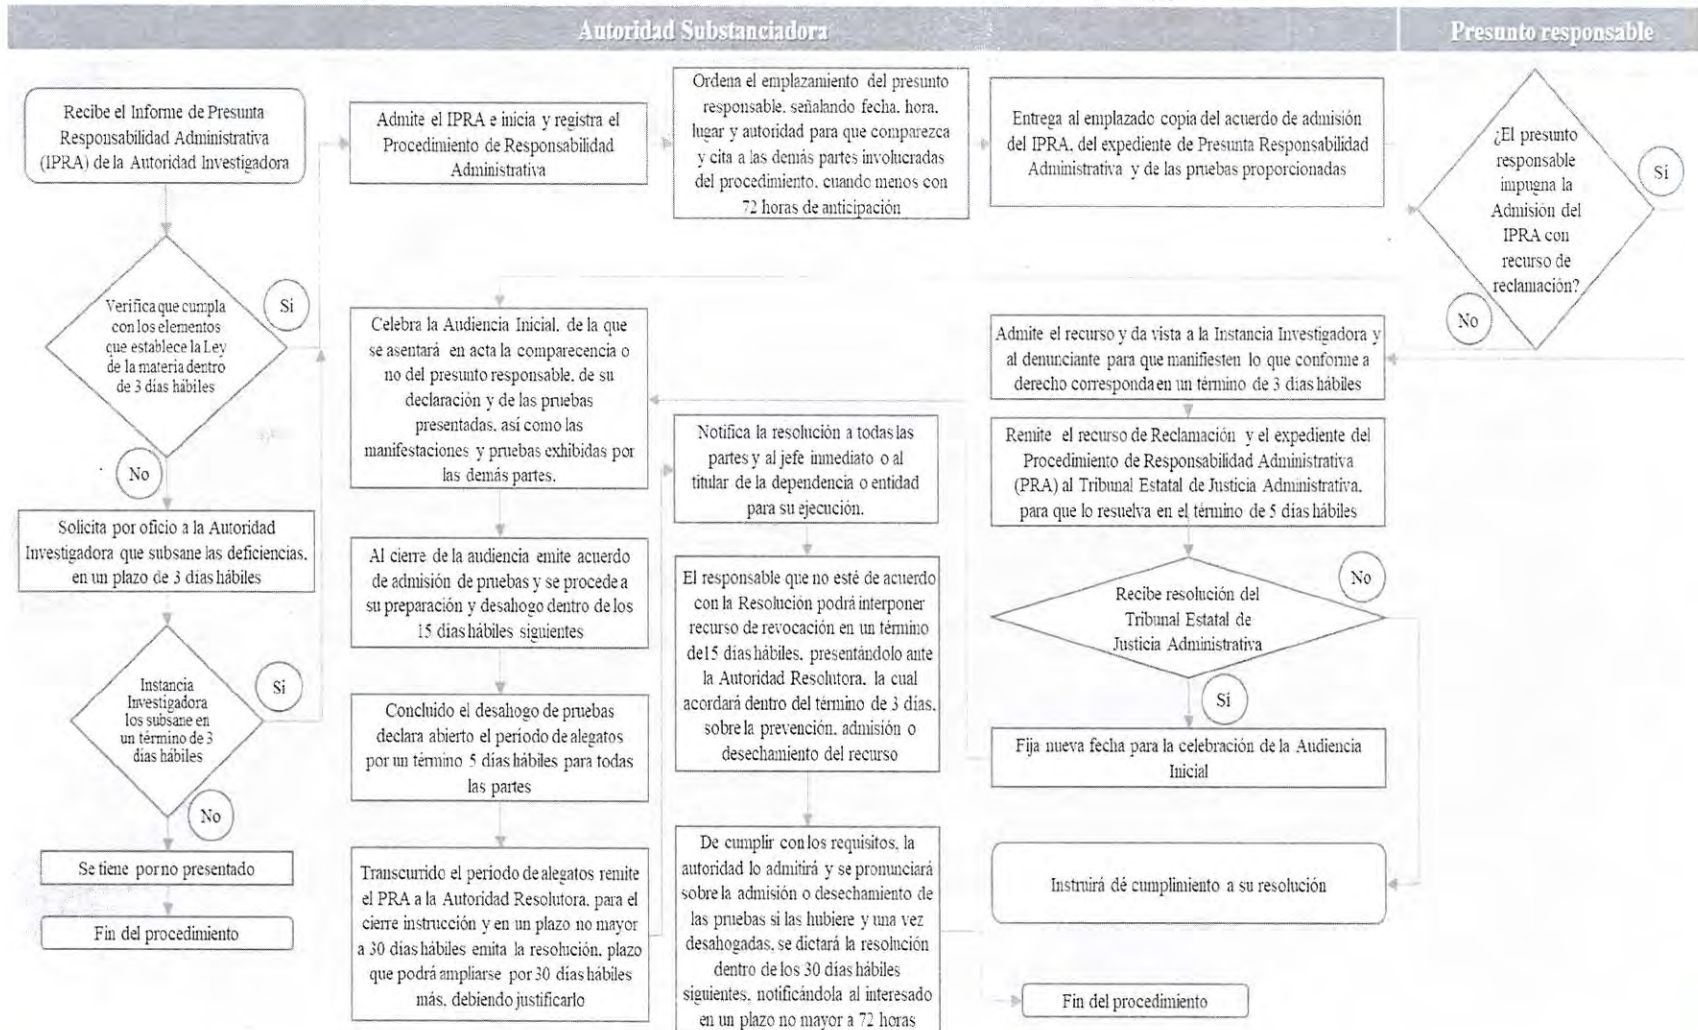 Autoridad Substanciadora
Presunto responsable
Recibe el Informe de Presunta
Responsabilidad Administrativa
(IPRA) de la Autoridad Investigadora
Verifica que cumpla
con los elementos
que establece la Ley
de la materia dentro
de 3 días hábiles
Si
No
Solicita por oficio a la Autoridad
Investigadora que subsane las deficiencias,
en un plazo de 3 días hábiles
Instancia
Investigadora
los subsane en
un término de 3
días hábiles
Si
No
Se tiene por no presentado
Fin del procedimiento
Admite el IPRA e inicia y registra el
Procedimiento de Responsabilidad
Administrativa
Ordena el emplazamiento del presunto
responsable, señalando fecha, hora,
lugar y autoridad para que comparezca
y cita a las demás partes involucradas
del procedimiento, cuando menos con
72 horas de anticipación
Entrega al emplazado copia del acuerdo de admisión
del IPRA, del expediente de Presunta Responsabilidad
Administrativa y de las pruebas proporcionadas
¿El presunto
responsable
impugna la
Admisión del
IPRA con
recurso de
reclamación?
Sí
No
Celebra la Audiencia Inicial, de la que
se asentará en acta la comparecencia o
no del presunto responsable, de su
declaración y de las pruebas
presentadas, así como las
manifestaciones y pruebas exhibidas por
las demás partes.
Al cierre de la audiencia emite acuerdo
de admisión de pruebas y se procede a
su preparación y desahogo dentro de los
15 días hábiles siguientes
Concluido el desahogo de pruebas
declara abierto el período de alegatos
por un término 5 días hábiles para todas
las partes
Transcurrido el periodo de alegatos remite
el PRA a la Autoridad Resolutora, para el
cierre instrucción y en un plazo no mayor
a 30 días hábiles emita la resolución, plazo
que podrá ampliarse por 30 días hábiles
más, debiendo justificarlo
Notifica la resolución a todas las
partes y al jefe inmediato o al
titular de la dependencia o entidad
para su ejecución.
El responsable que no esté de acuerdo
con la Resolución podrá interponer
recurso de revocación en un término
de15 días hábiles, presentándolo ante
la Autoridad Resolutora, la cual
acordará dentro del término de 3 días,
sobre la prevención, admisión o
desechamiento del recurso
De cumplir con los requisitos, la
autoridad lo admitirá y se pronunciará
sobre la admisión o desechamiento de
las pruebas si las hubiere y una vez
desahogadas, se dictará la resolución
dentro de los 30 días hábiles
siguientes, notificándola al interesado
en un plazo no mayor a 72 horas
Admite el recurso y da vista a la Instancia Investigadora y
al denunciante para que manifiesten lo que conforme a
derecho corresponda en un término de 3 días hábiles
Remite el recurso de Reclamación y el expediente del
Procedimiento de Responsabilidad Administrativa
(PRA) al Tribunal Estatal de Justicia Administrativa,
para que lo resuelva en el término de 5 días hábiles
Recibe resolución del
Tribunal Estatal de
Justicia Administrativa
No
Sí
Fija nueva fecha para la celebración de la Audiencia
Inicial
Instruirá dé cumplimiento a su resolución
Fin del procedimiento